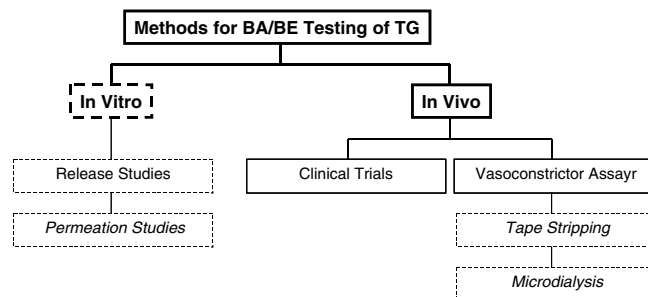 Methods for BA/BE Testing of TG
In Vitro
In Vivo
Release Studies
Clinical Trials
Vasoconstrictor Assayr
Permeation Studies
Tape Stripping
Microdialysis